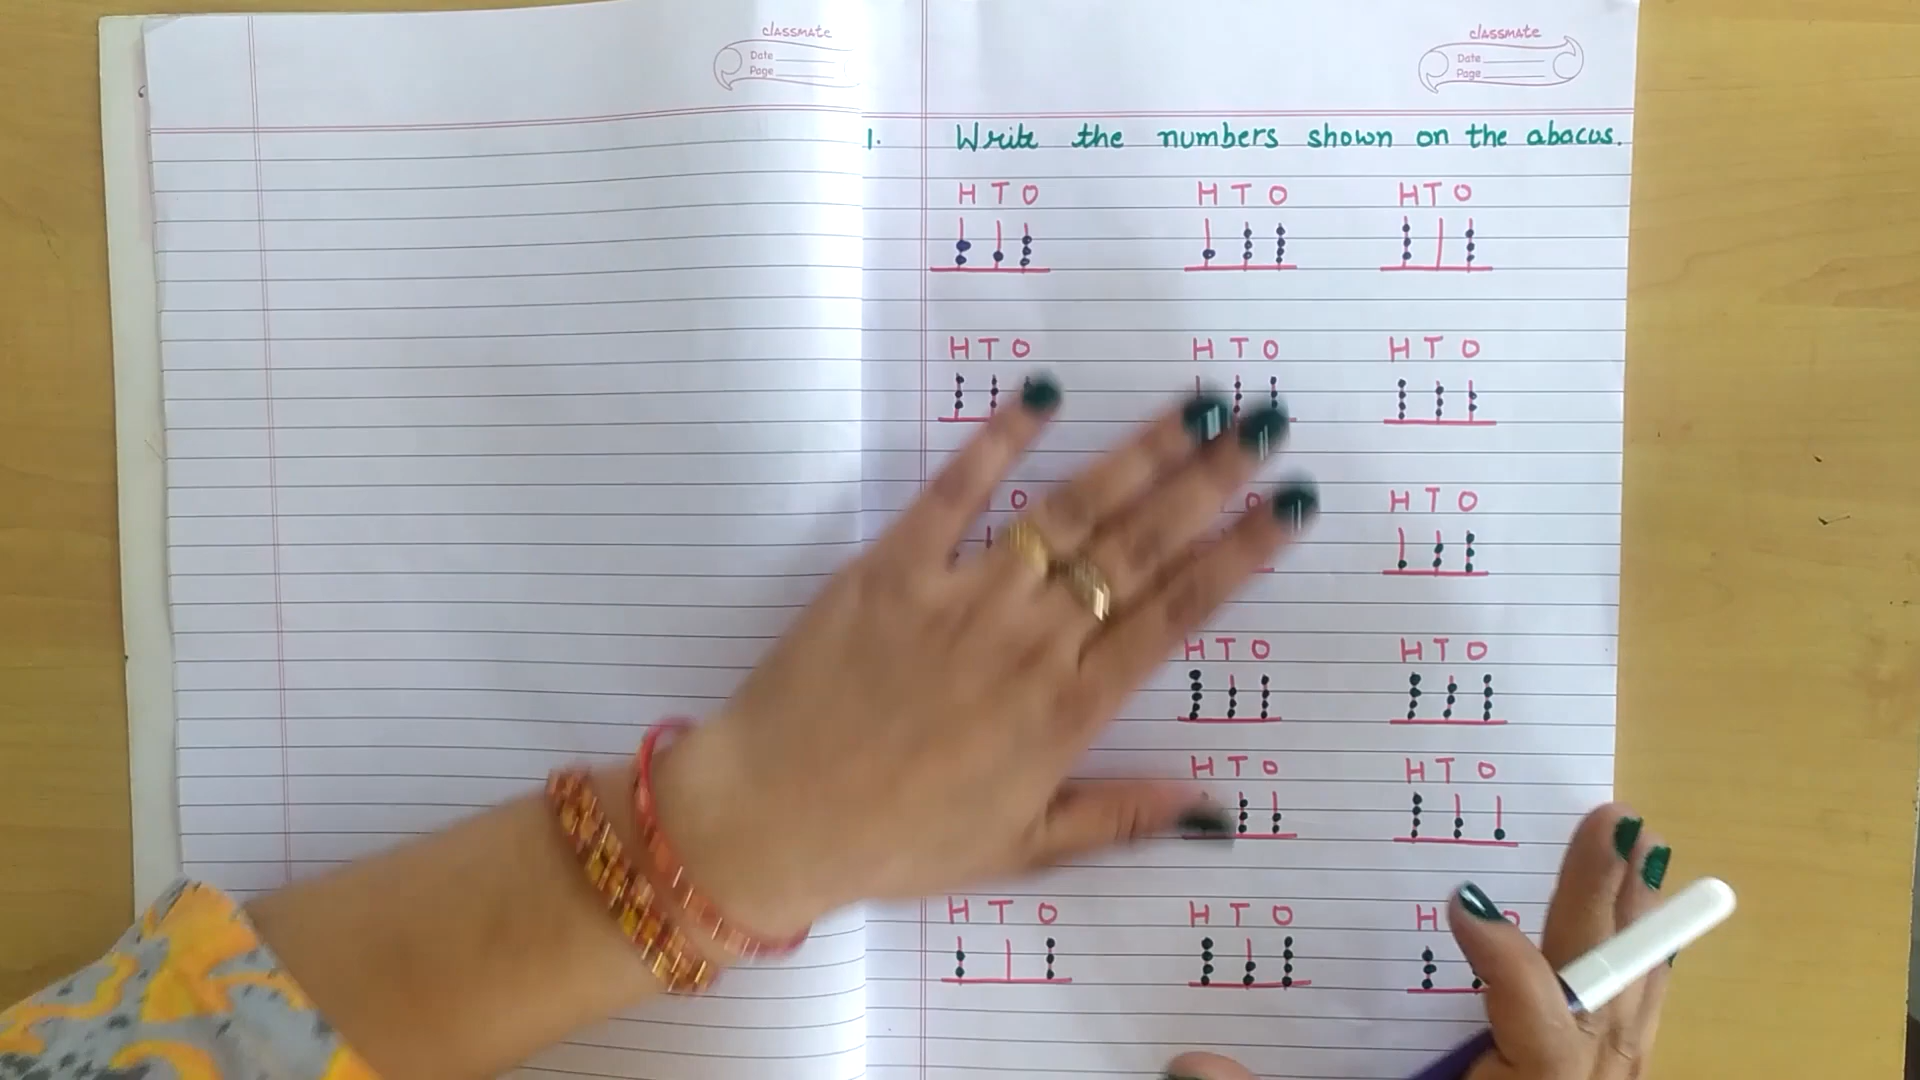 classmate
Date
Page
classmate
Date
Page
1. Write the numbers shown on the abacus.
H T O H T O H T O
H T O H T O H T O
O O H T O
H T O H T O
H T O H T O
H T O H T O H O